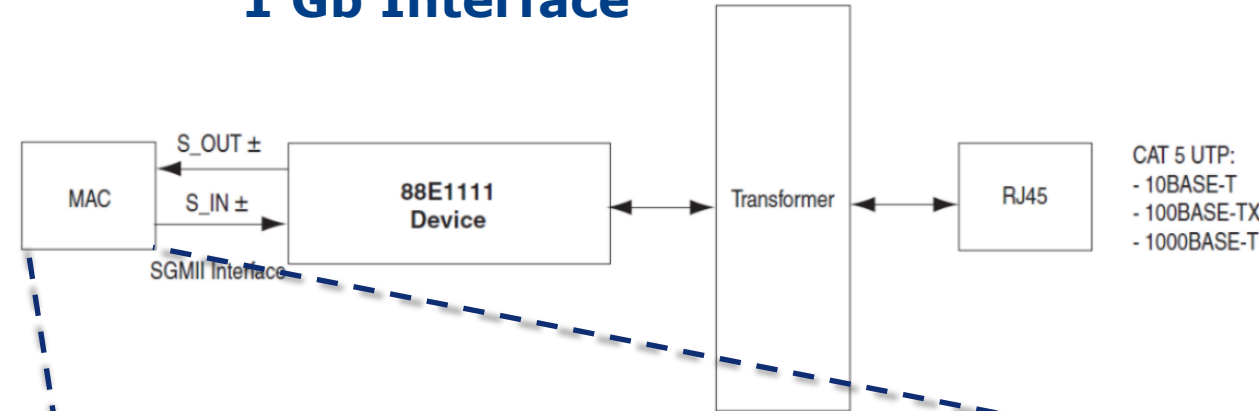 1 Gb Interface
S_OUT ±
MAC
S_IN ±
SGMII Interface
88E1111
Device
Transformer
RJ45
CAT 5 UTP:
- 10BASE-T
- 100BASE-TX
- 1000BASE-T